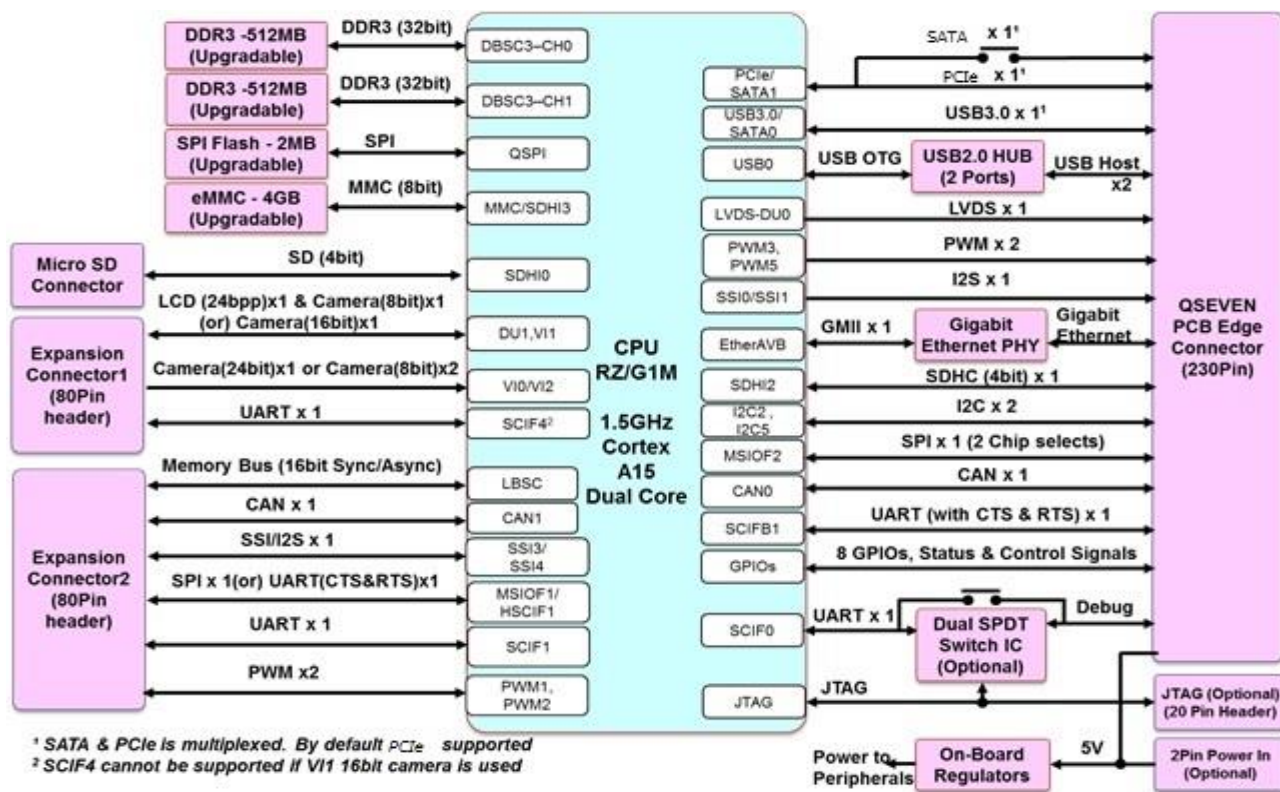 DDR3 -512MB
(Upgradable)
DDR3 (32bit)
DBSC3–CH0
DDR3 -512MB
(Upgradable)
DDR3 (32bit)
DBSC3–CH1
SPI Flash - 2MB
(Upgradable)
SPI
QSPI
eMMC - 4GB
(Upgradable)
MMC (8bit)
MMC/SDHI3
Micro SD
Connector
SD (4bit)
SDHI0
Expansion
Connector1
(80Pin
header)
LCD (24bpp)x1 & Camera(8bit)x1
(or) Camera(16bit)x1
DU1,VI1
Camera(24bit)x1 or Camera(8bit)x2
VI0/VI2
UART x 1
SCIF4²
Expansion
Connector2
(80Pin
header)
Memory Bus (16bit Sync/Async)
LBSC
CAN x 1
CAN1
SSI/I2S x 1
SSI3/
SSI4
SPI x 1(or) UART(CTS&RTS)x1
MSIOF1/
HSCIF1
UART x 1
SCIF1
PWM x2
PWM1,
PWM2
CPU
RZ/G1M
1.5GHz
Cortex
A15
Dual Core
PCIe/
SATA1
SATA x 1¹
PCIe x 1¹
USB3.0/
SATA0
USB3.0 x 1¹
USB0
USB OTG
USB2.0 HUB
(2 Ports)
USB Host
x2
LVDS-DU0
LVDS x 1
PWM3,
PWM5
PWM x 2
SSI0/SSI1
I2S x 1
EtherAVB
GMII x 1
Gigabit
Ethernet PHY
Gigabit
Ethernet
SDHI2
SDHC (4bit) x 1
I2C2 ,
I2C5
I2C x 2
MSIOF2
SPI x 1 (2 Chip selects)
CAN0
CAN x 1
SCIFB1
UART (with CTS & RTS) x 1
GPIOs
8 GPIOs, Status & Control Signals
SCIF0
UART x 1
Dual SPDT
Switch IC
(Optional)
Debug
JTAG
JTAG
QSEVEN
PCB Edge
Connector
(230Pin)
JTAG (Optional)
(20 Pin Header)
Power to
Peripherals
On-Board
Regulators
5V
2Pin Power In
(Optional)
¹ SATA & PCIe is multiplexed. By default PCIe supported
² SCIF4 cannot be supported if VI1 16bit camera is used